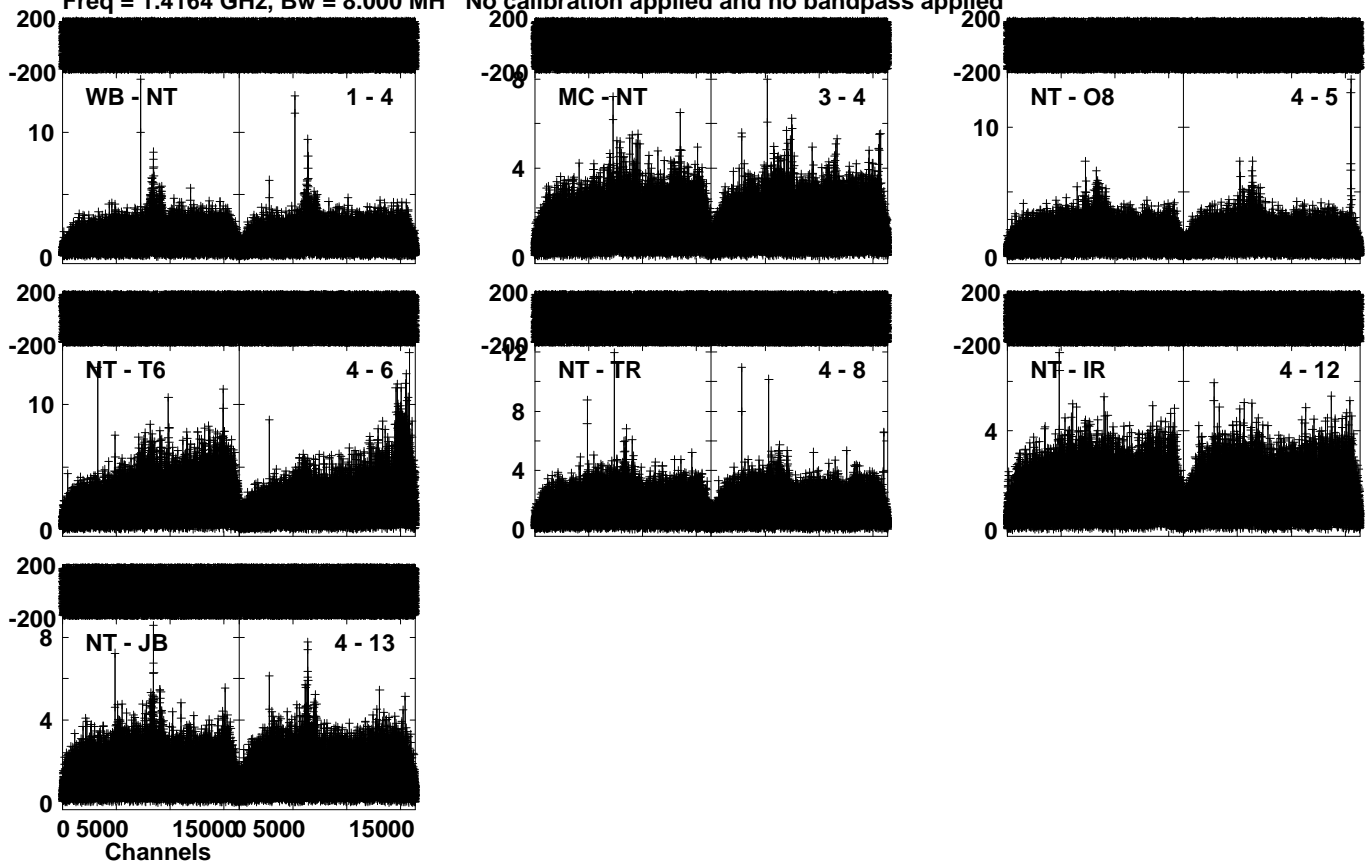 Freq = 1.4164 GHz, Bw = 8.000 MH No calibration applied and no bandpass applied
200 200 200
-200 -200 -200
8
WB - NT 1 - 4 MC - NT 3 - 4 NT - O8 4 - 5
10 10
4
0 0 0
200 200 200
-200 -200 -200
12
NT - T6 4 - 6 NT - TR 4 - 8 NT - IR 4 - 12
10 8 4
4
0 0 0
200
-200
8 NT - JB 4 - 13
4
0
0 5000 15000 0 5000 15000
Channels